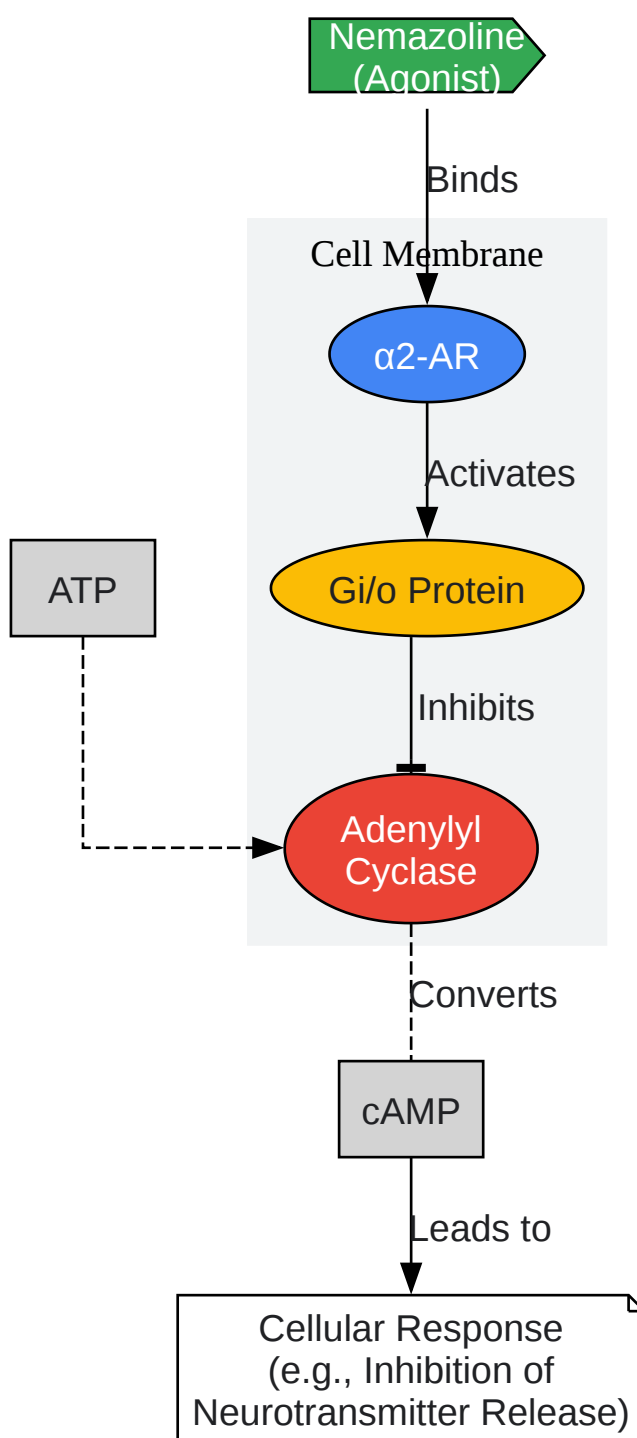 Nemazoline
(Agonist)
Binds
Cell Membrane
α2-AR
Activates
ATP
Gi/o Protein
Inhibits
Adenylyl
Cyclase
Converts
cAMP
Leads to
Cellular Response
(e.g., Inhibition of
Neurotransmitter Release)